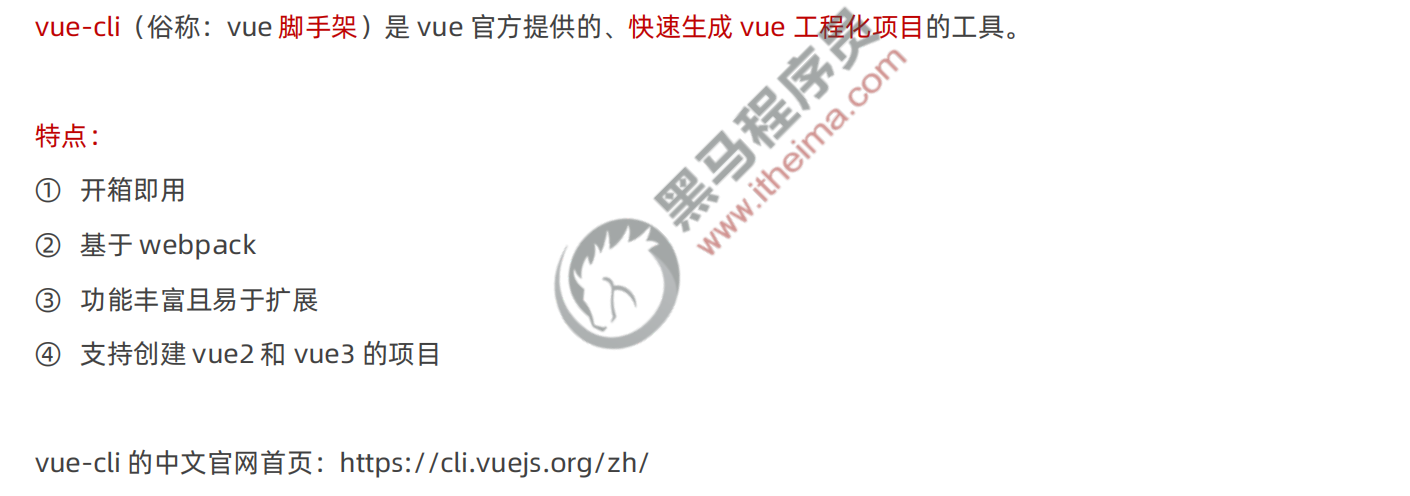 vue-cli（俗称：vue 脚手架）是 vue 官方提供的、快速生成 vue 工程化项目的工具。
特点：
① 开箱即用
② 基于 webpack
③ 功能丰富且易于扩展
④ 支持创建 vue2 和 vue3 的项目
vue-cli 的中文官网首页：https://cli.vuejs.org/zh/
黑马程序员
www.itheima.com